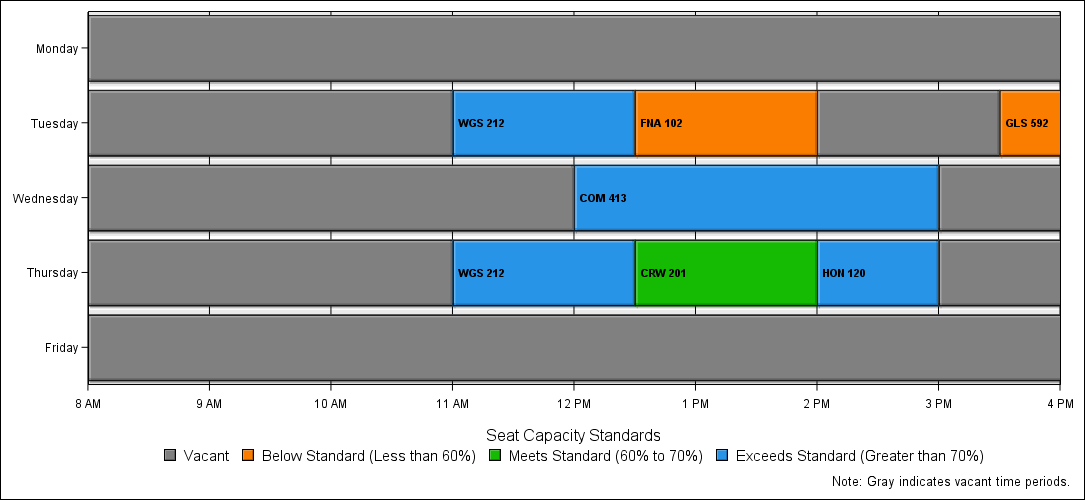 Monday
Tuesday
WGS 212
FNA 102
GLS 592
Wednesday
COM 413
Thursday
WGS 212
CRW 201
HON 120
Friday
8 AM 9 AM 10 AM 11 AM 12 PM 1 PM 2 PM 3 PM 4 PM
Seat Capacity Standards
Vacant Below Standard (Less than 60%) Meets Standard (60% to 70%) Exceeds Standard (Greater than 70%)
Note: Gray indicates vacant time periods.